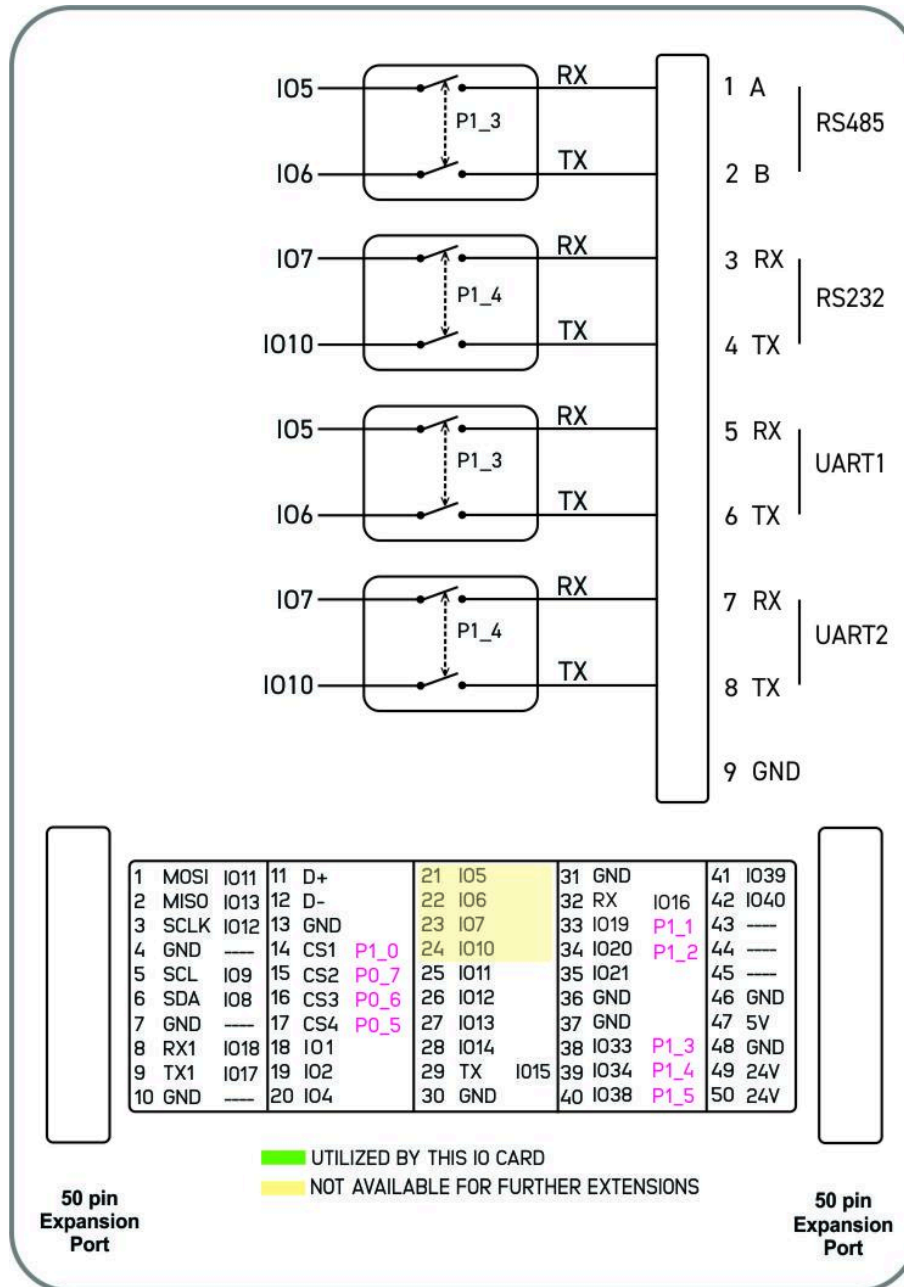 IO5 RX 1 A
P1_3 RS485
IO6 TX 2 B
IO7 RX 3 RX
P1_4 RS232
IO10 TX 4 TX
IO5 RX 5 RX
P1_3 UART1
IO6 TX 6 TX
IO7 RX 7 RX
P1_4 UART2
IO10 TX 8 TX
9 GND
1 MOSI IO11 11 D+ 21 IO5 31 GND 41 IO39
2 MISO IO13 12 D- 22 IO6 32 RX IO16 42 IO40
3 SCLK IO12 13 GND 23 IO7 33 IO19 P1_1 43 ----
4 GND ---- 14 CS1 P1_0 24 IO10 34 IO20 P1_2 44 ----
5 SCL IO9 15 CS2 P0_7 25 IO11 35 IO21 45 ----
6 SDA IO8 16 CS3 P0_6 26 IO12 36 GND 46 GND
7 GND ---- 17 CS4 P0_5 27 IO13 37 GND 47 5V
8 RX1 IO18 18 IO1 28 IO14 38 IO33 P1_3 48 GND
9 TX1 IO17 19 IO2 29 TX IO15 39 IO34 P1_4 49 24V
10 GND ---- 20 IO4 30 GND 40 IO38 P1_5 50 24V
UTILIZED BY THIS IO CARD
NOT AVAILABLE FOR FURTHER EXTENSIONS
50 pin
Expansion
Port
50 pin
Expansion
Port